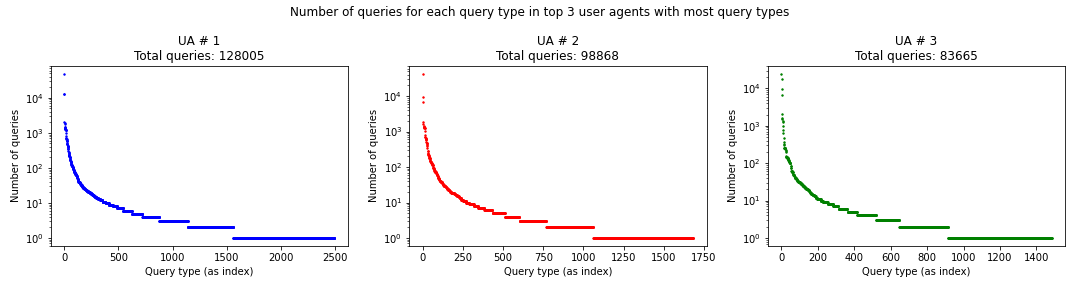 Number of queries for each query type in top 3 user agents with most query types
UA # 1
Total queries: 128005
Number of queries
10^4
10^3
10^2
10^1
10^0
0 500 1000 1500 2000 2500
Query type (as index)
UA # 2
Total queries: 98868
Number of queries
10^4
10^3
10^2
10^1
10^0
0 250 500 750 1000 1250 1500 1750
Query type (as index)
UA # 3
Total queries: 83665
Number of queries
10^4
10^3
10^2
10^1
10^0
0 200 400 600 800 1000 1200 1400
Query type (as index)